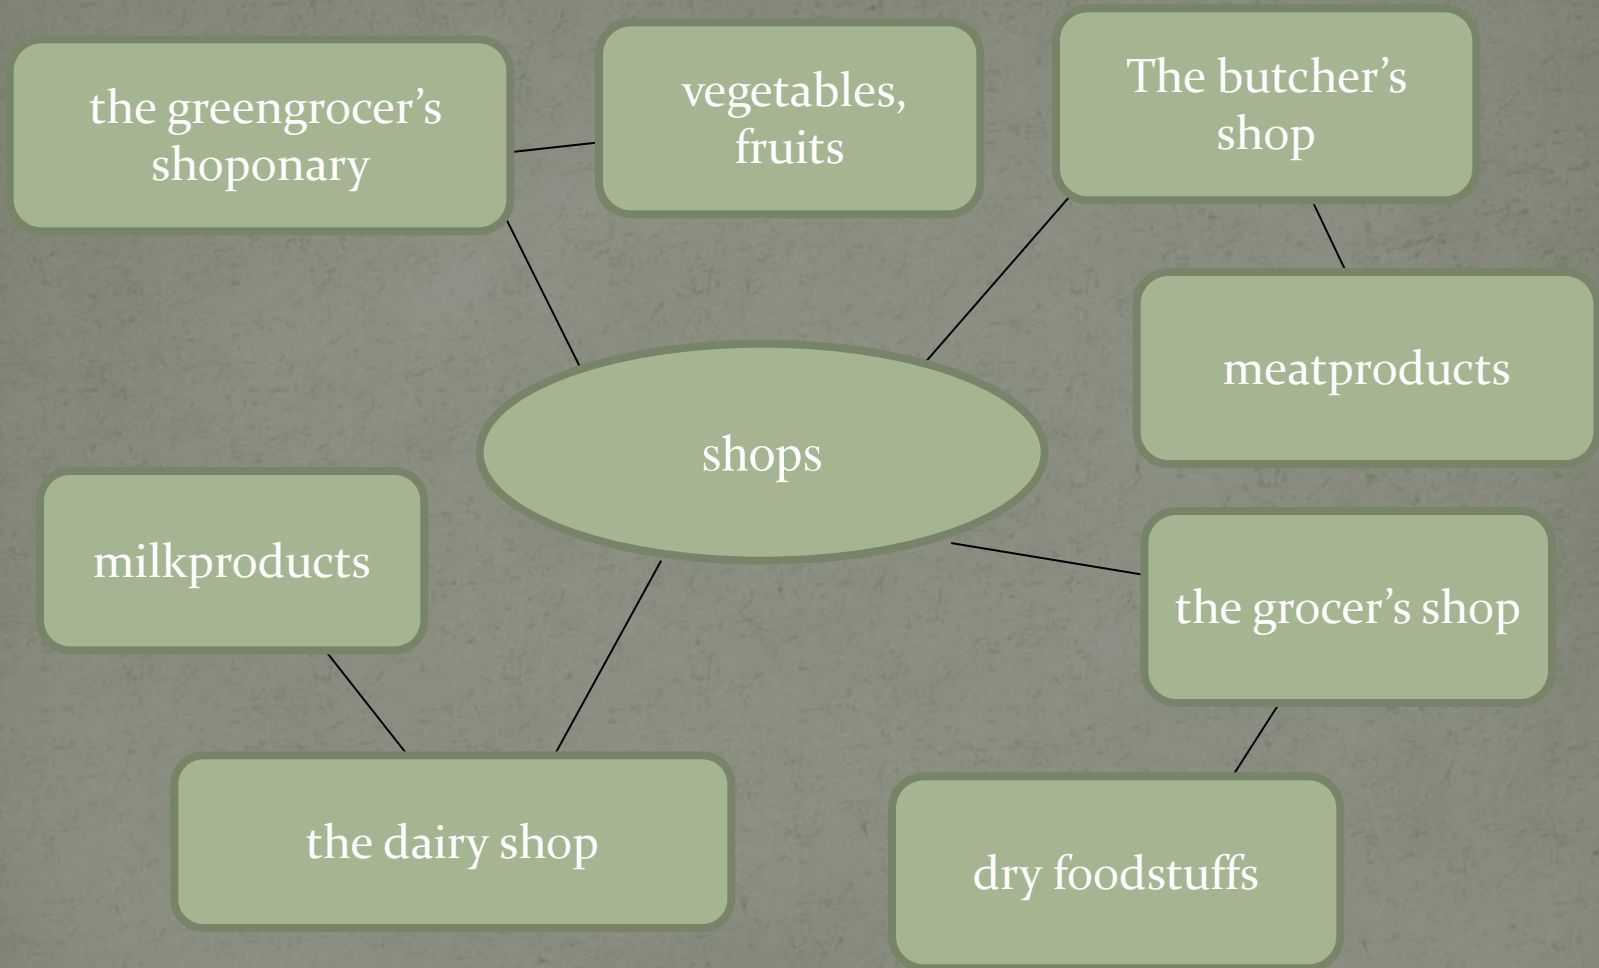 the greengrocer’s
shoponary
vegetables,
fruits
The butcher’s
shop
meatproducts
shops
milkproducts
the grocer’s shop
the dairy shop
dry foodstuffs